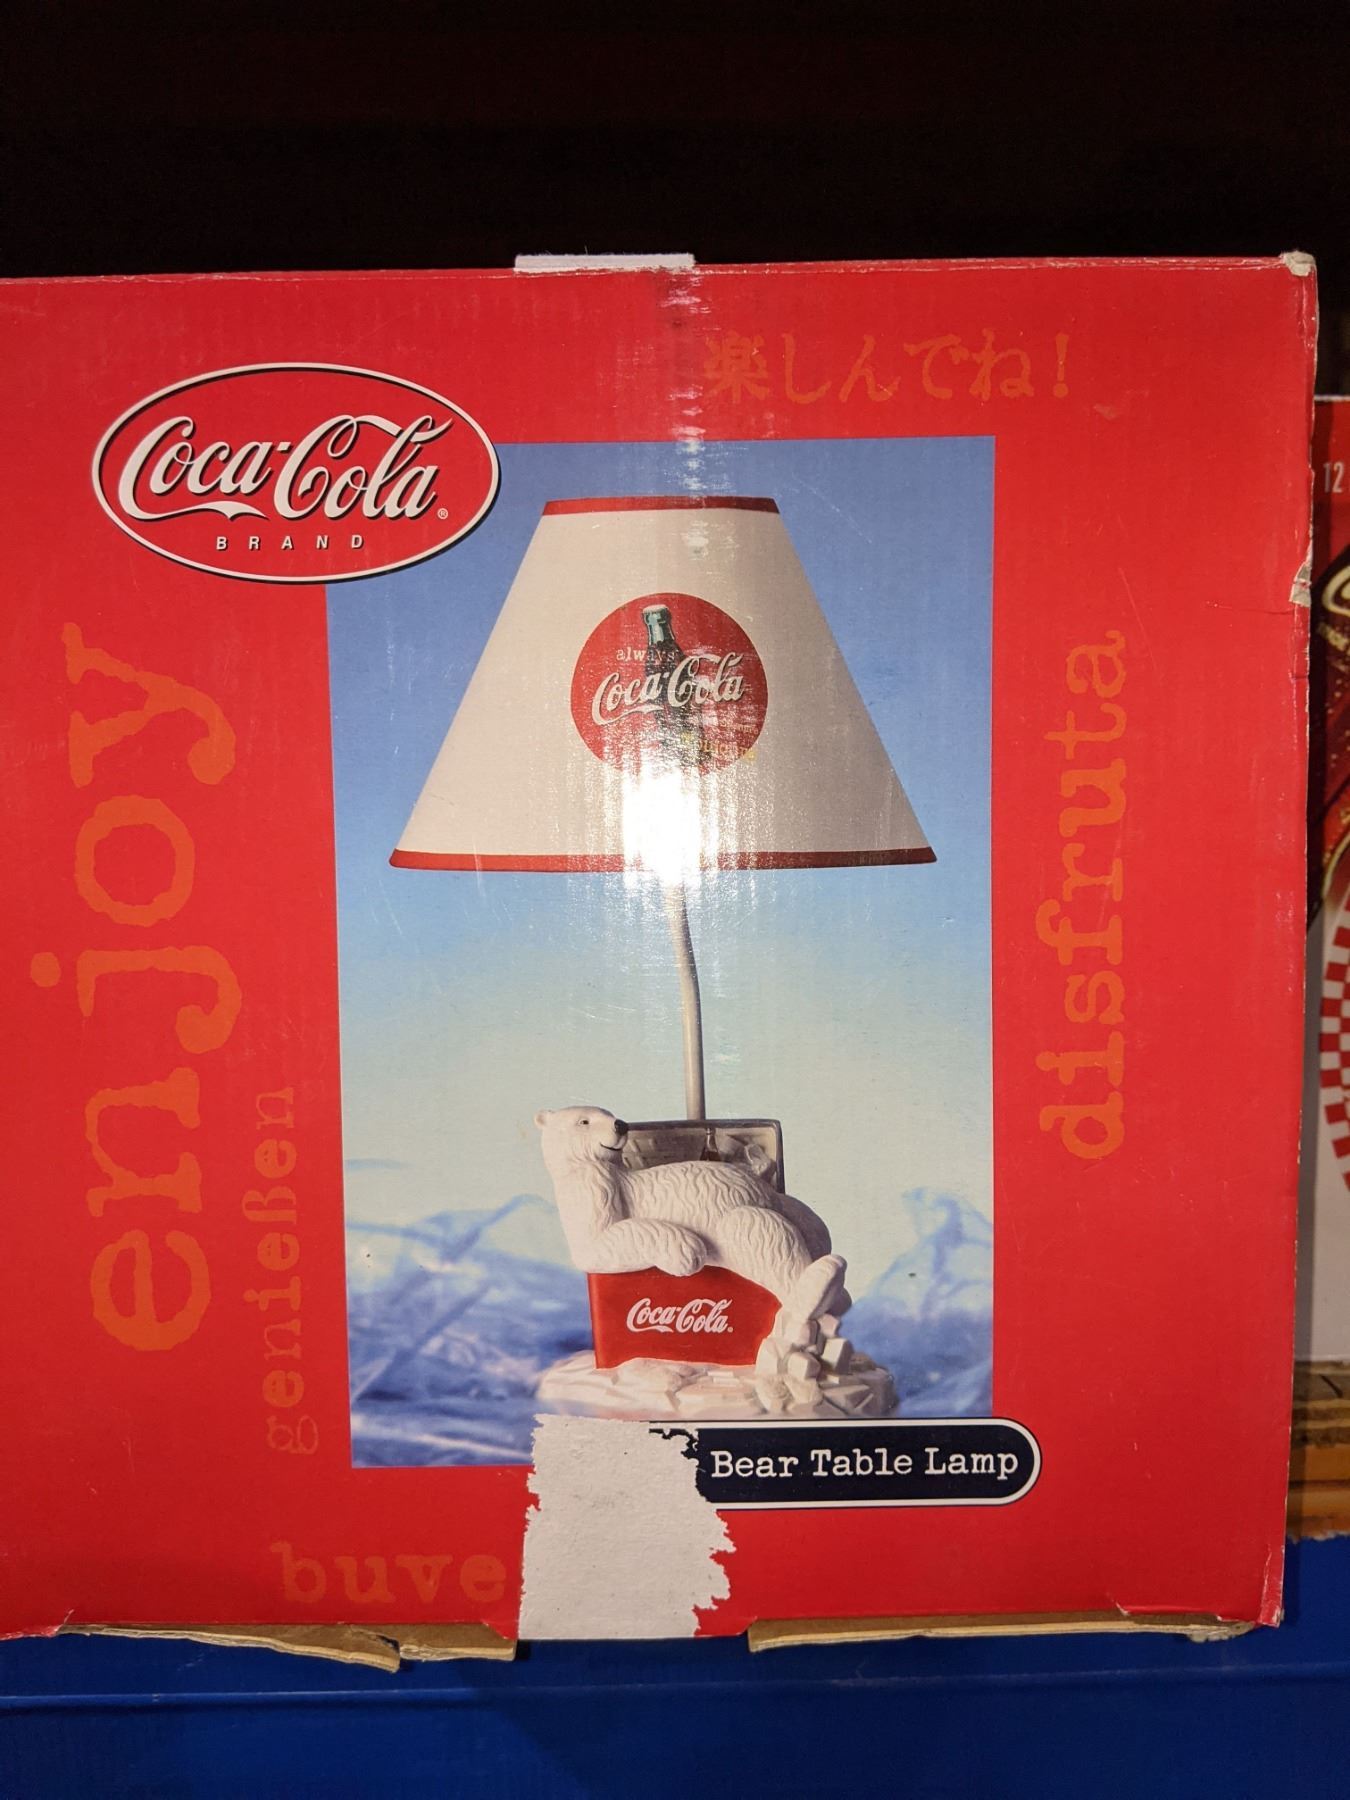 楽しんでね!
Coca-Cola®
BRAND
12
always
Coca-Cola
enjoy
genießen
disfruta
Coca-Cola®
Bear Table Lamp
buve